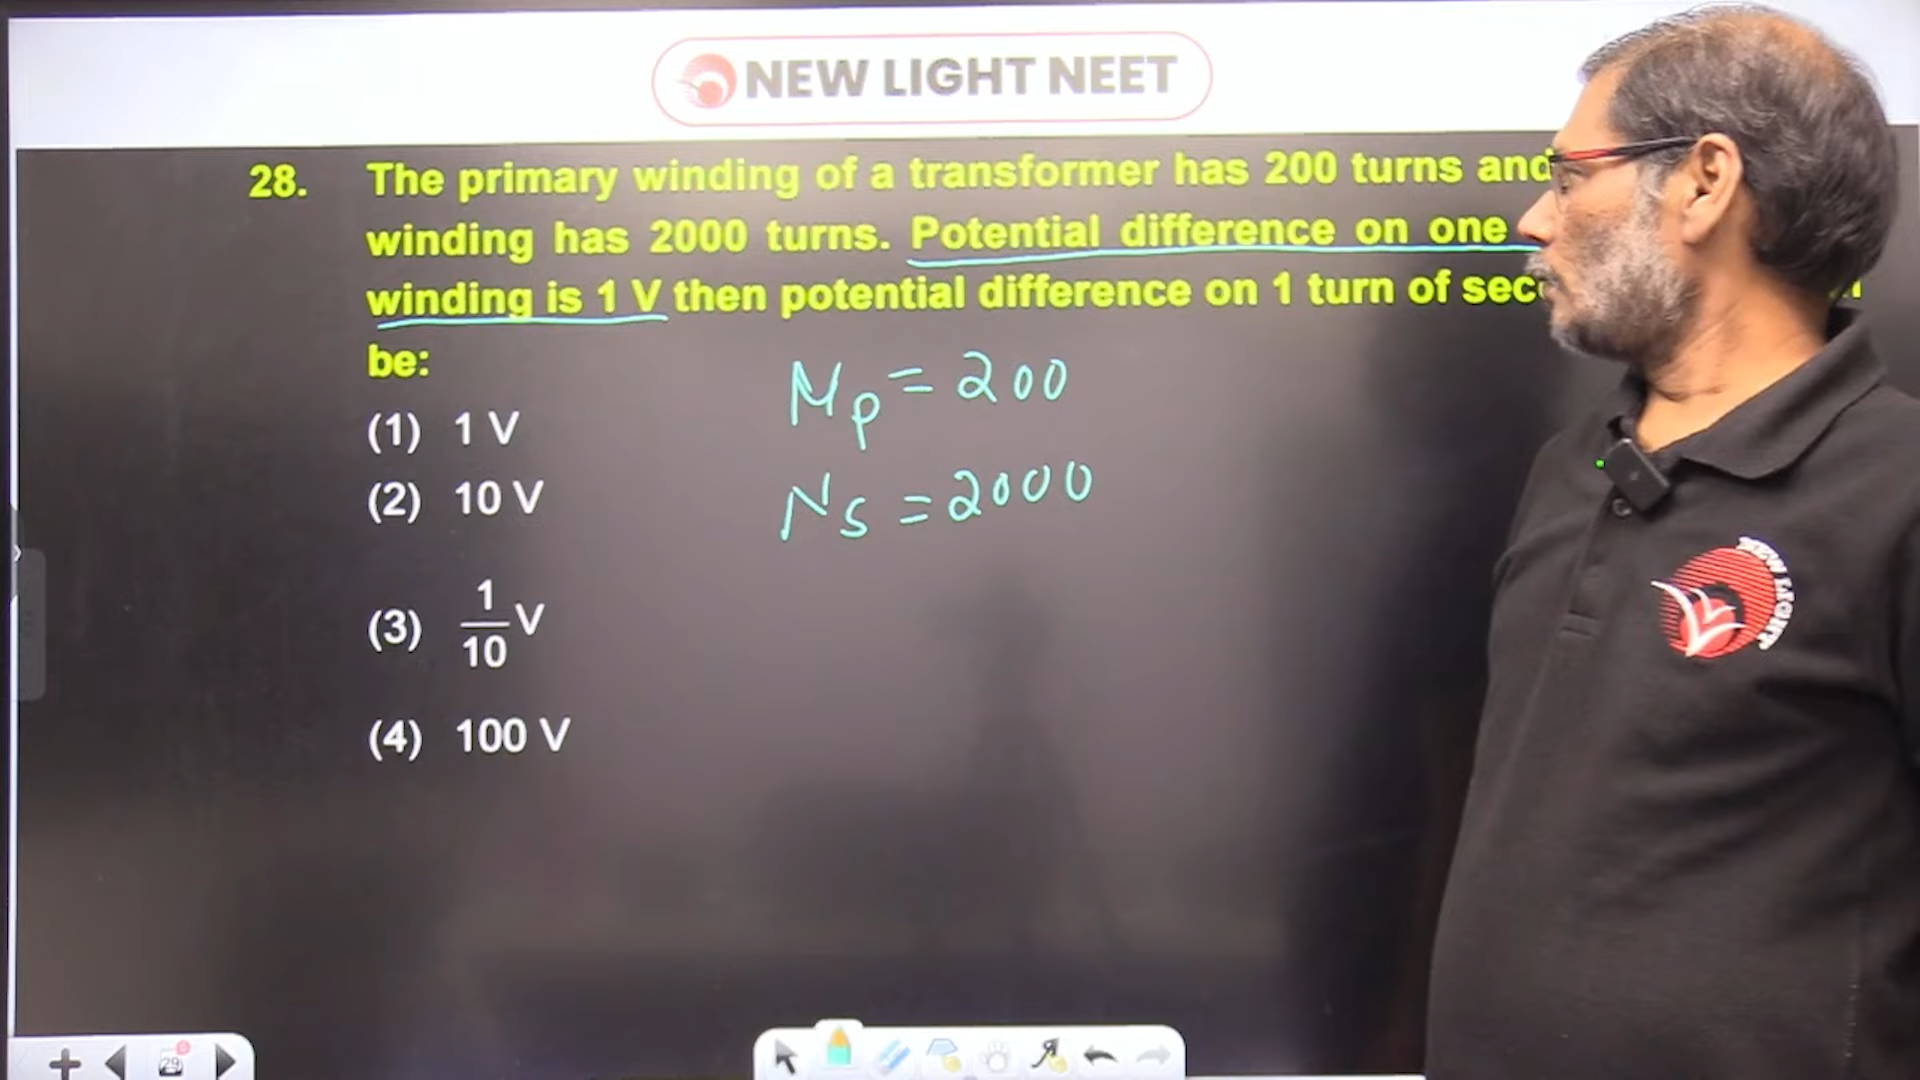 NEW LIGHT NEET
28. The primary winding of a transformer has 200 turns and
winding has 2000 turns. Potential difference on one
winding is 1 V then potential difference on 1 turn of
be:
(1) 1 V
(2) 10 V
(3) 1/10 V
(4) 100 V
Np = 200
Ns = 2000
NEW LIGHT
29